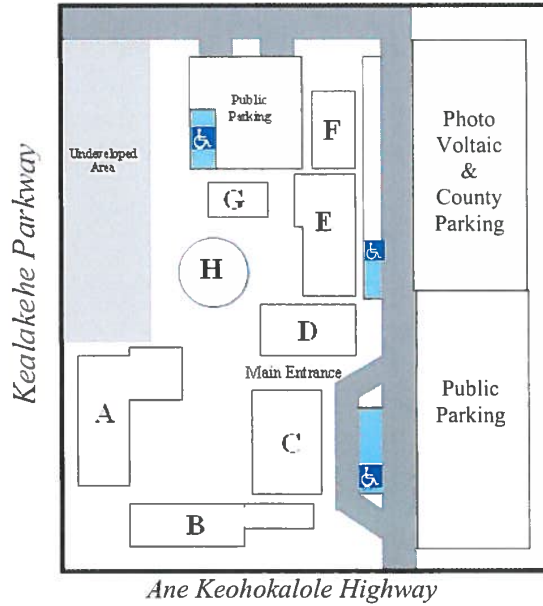 Public
Parking
Photo
Voltaic
&
County
Parking
Undeveloped
Area
F
G
E
H
D
Main Entrance
Public
Parking
A
C
B
Kealakehe Parkway
Ane Keohokalole Highway